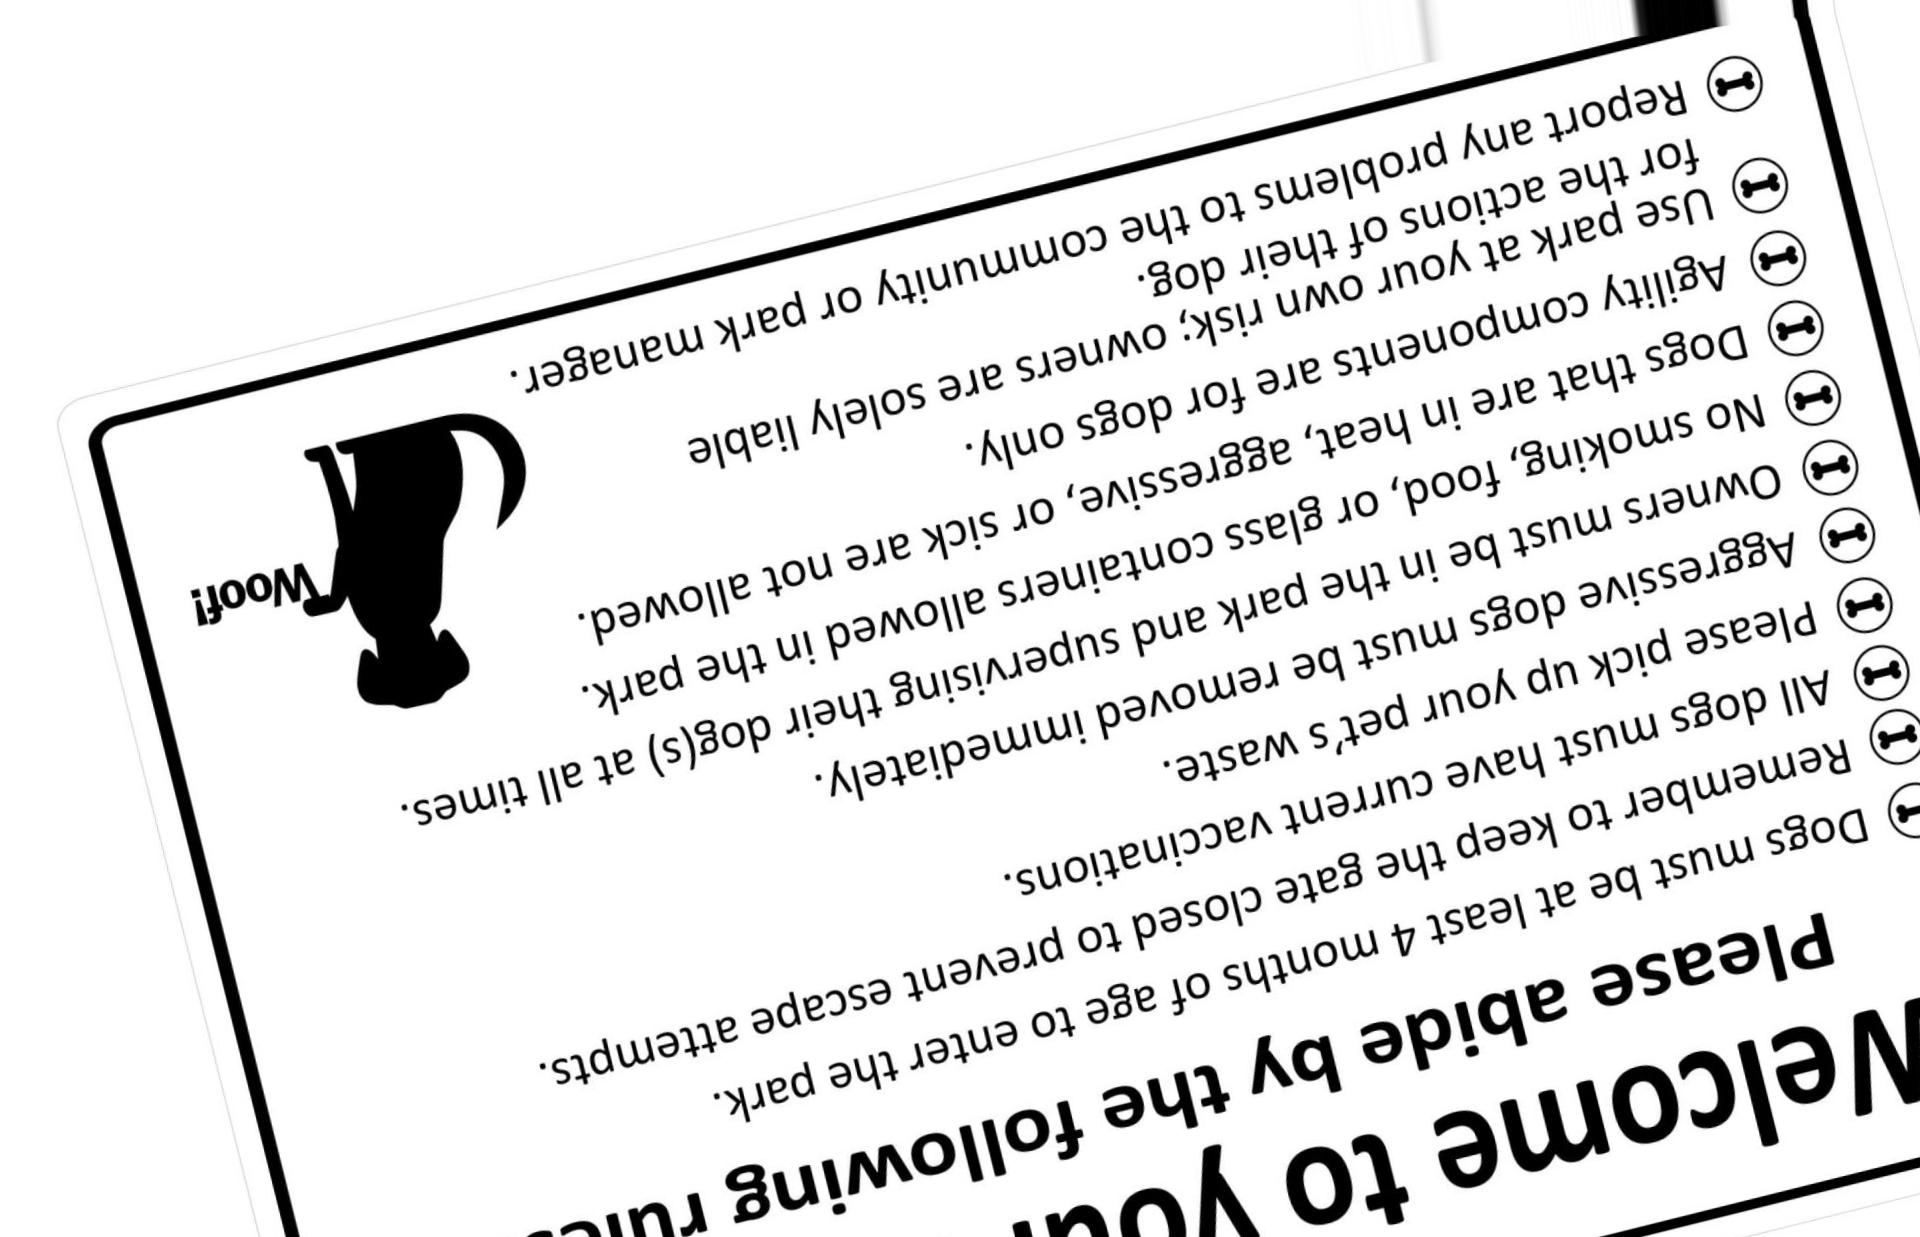 Welcome to your
Please abide by the following rules
Dogs must be at least 4 months of age to enter the park.
Remember to keep the gate closed to prevent escape attempts.
All dogs must have current vaccinations.
Please pick up your pet's waste.
Aggressive dogs must be removed immediately.
Owners must be in the park and supervising their dog(s) at all times.
No smoking, food, or glass containers allowed in the park.
Dogs that are in heat, aggressive, or sick are not allowed.
Agility components are for dogs only.
Use park at your own risk; owners are solely liable
for the actions of their dog.
Report any problems to the community or park manager.
Woof!